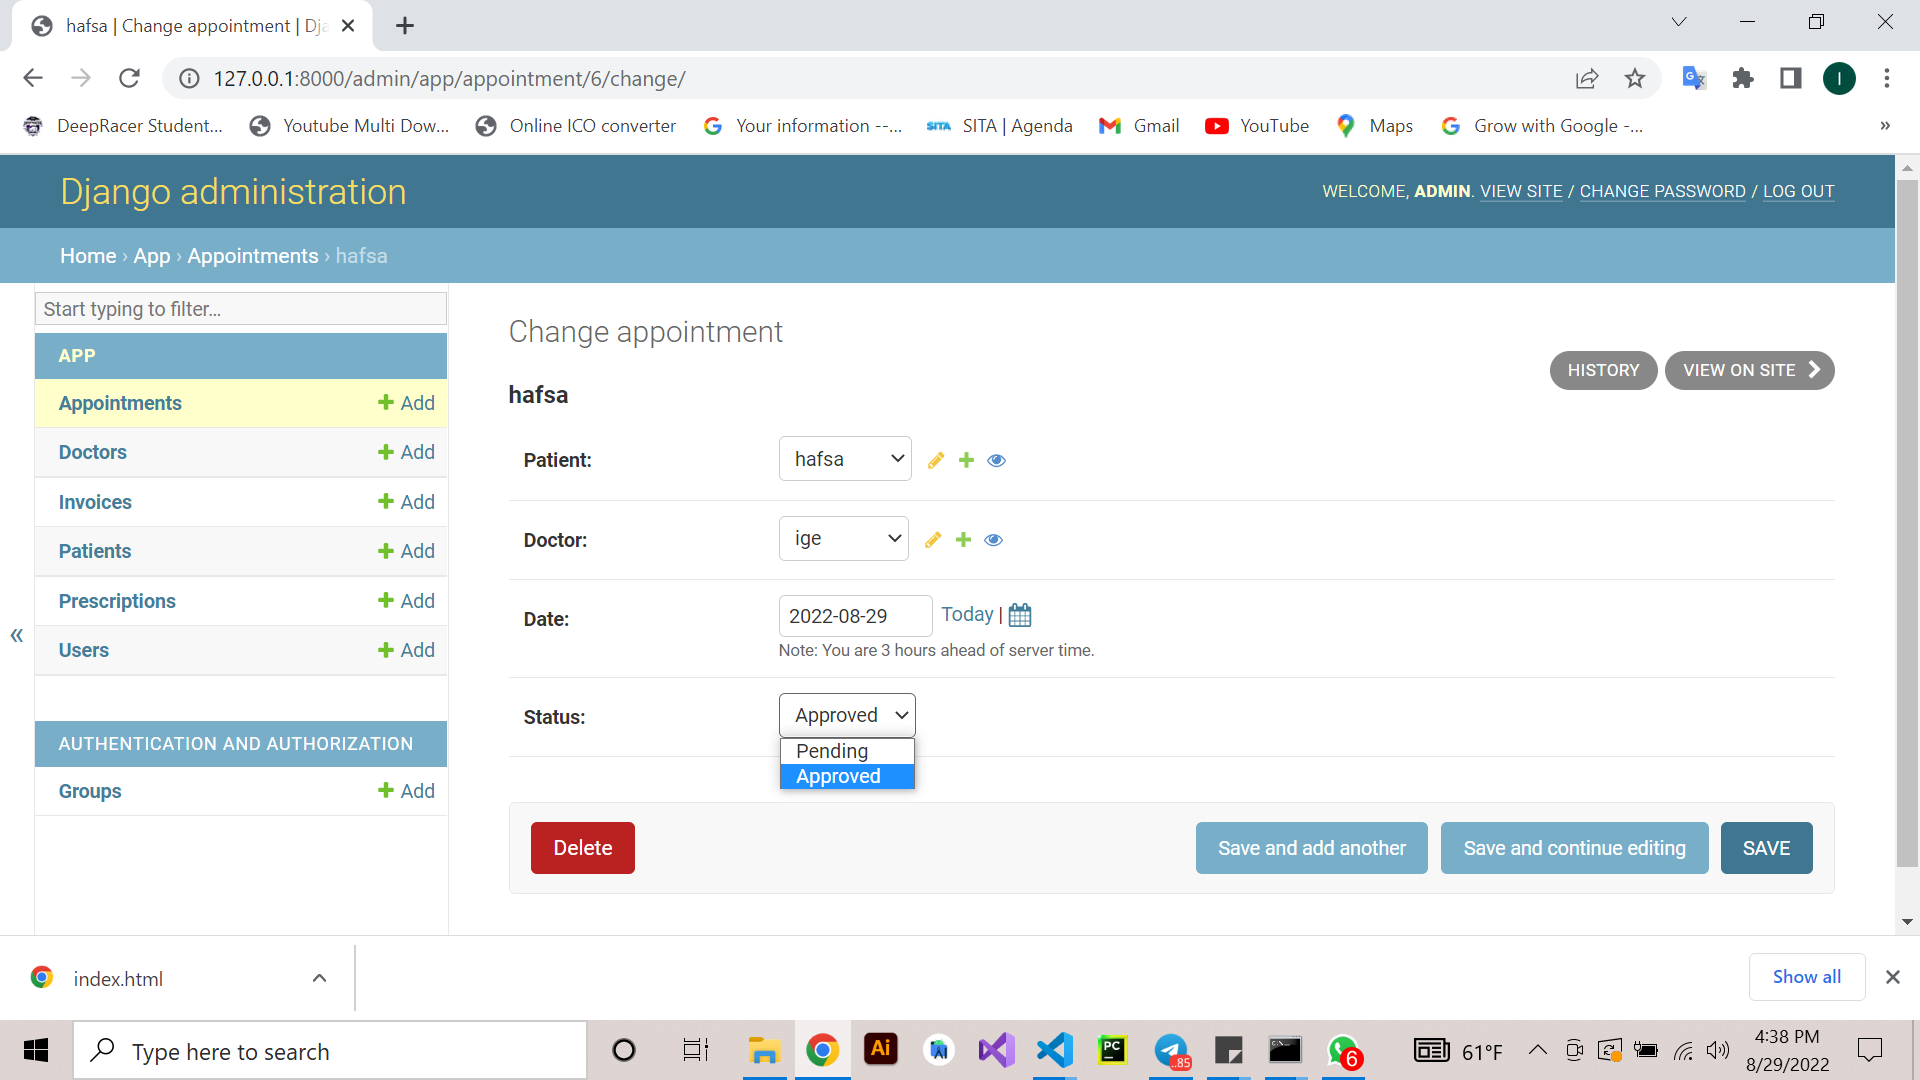 hafsa | Change appointment | Dja
127.0.0.1:8000/admin/app/appointment/6/change/
I
DeepRacer Student... Youtube Multi Dow... Online ICO converter Your information --... SITA SITA | Agenda Gmail YouTube Maps Grow with Google -... »
Django administration
WELCOME, ADMIN. VIEW SITE / CHANGE PASSWORD / LOG OUT
Home › App › Appointments › hafsa
Start typing to filter...
APP
Appointments + Add
Doctors + Add
Invoices + Add
Patients + Add
Prescriptions + Add
Users + Add
AUTHENTICATION AND AUTHORIZATION
Groups + Add
«
Change appointment
HISTORY VIEW ON SITE
hafsa
Patient: hafsa
Doctor: ige
Date: 2022-08-29 Today |
Note: You are 3 hours ahead of server time.
Status: Approved
Pending
Approved
Delete Save and add another Save and continue editing SAVE
index.html Show all
Type here to search Ai PC ..85 6 61°F 4:38 PM
8/29/2022